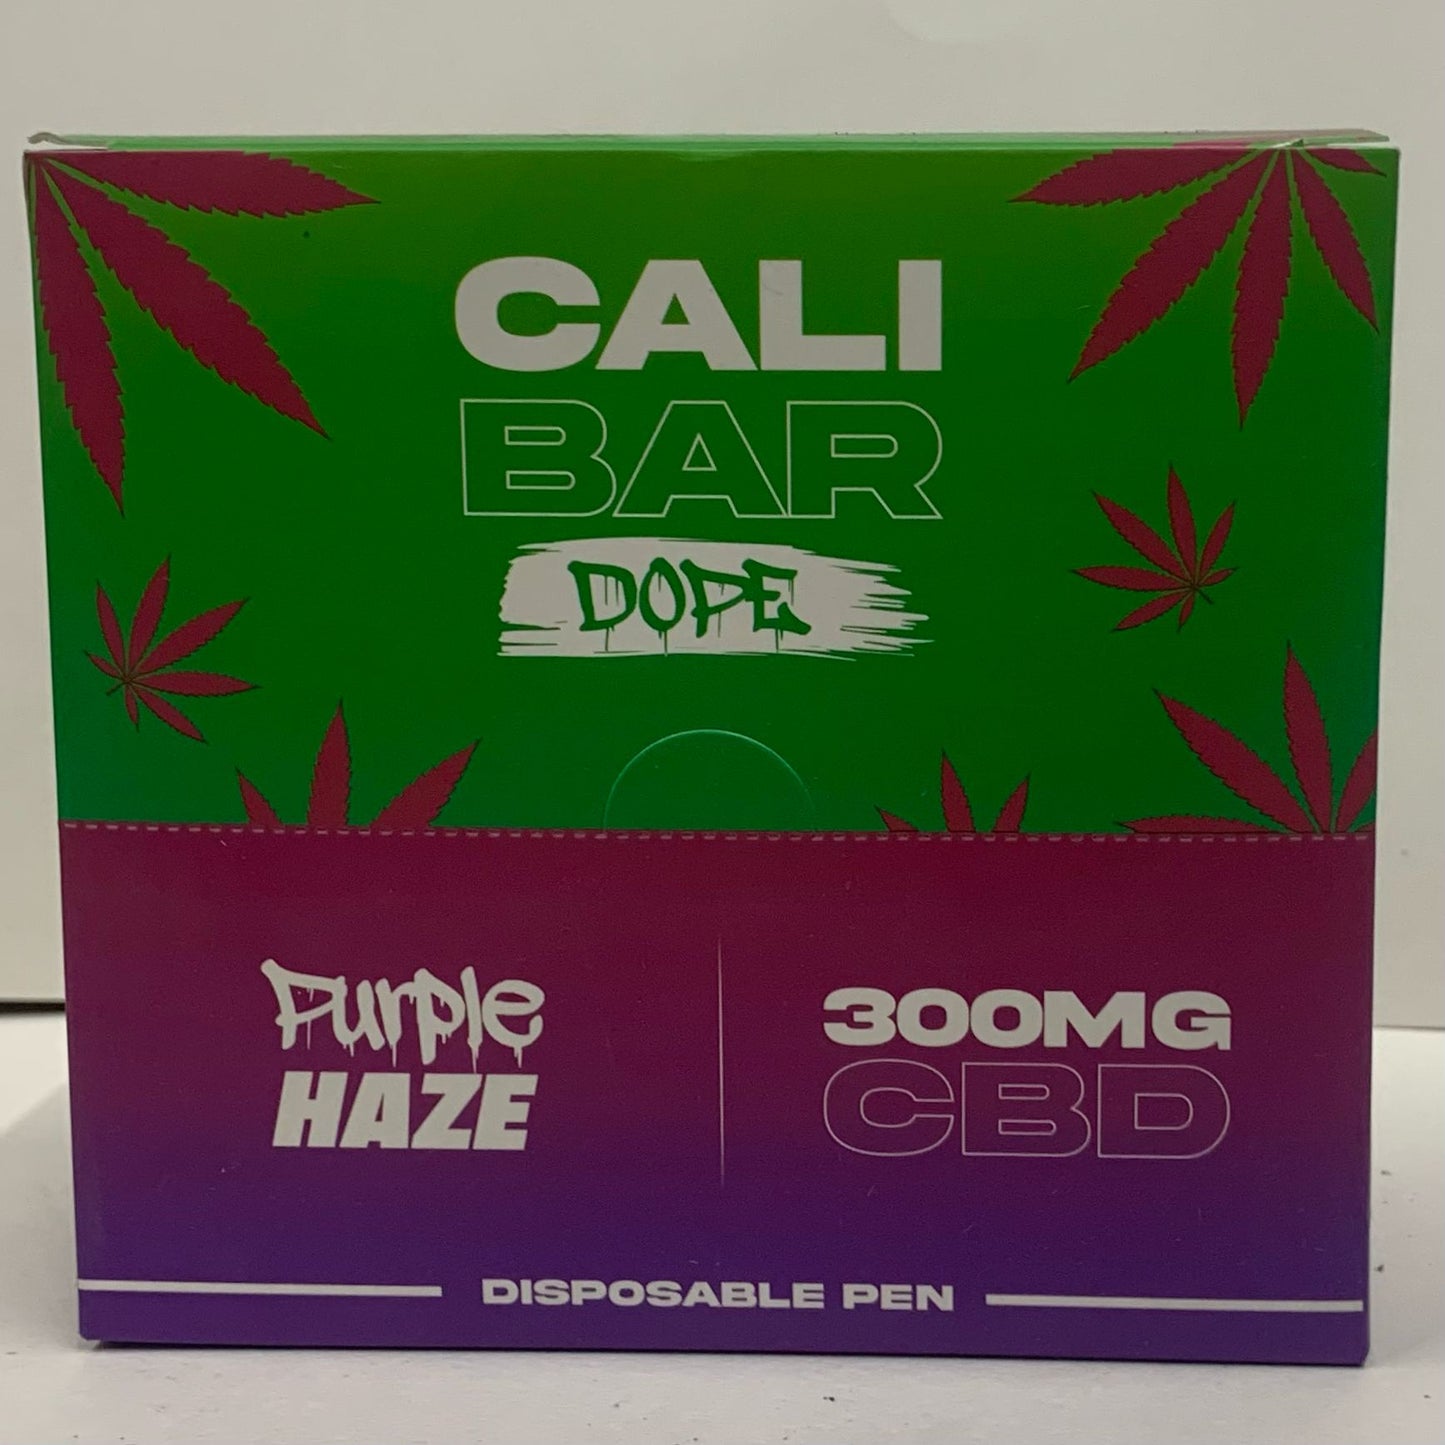 CALI
BAR
DOPE
Purple
HAZE
300MG
CBD
DISPOSABLE PEN